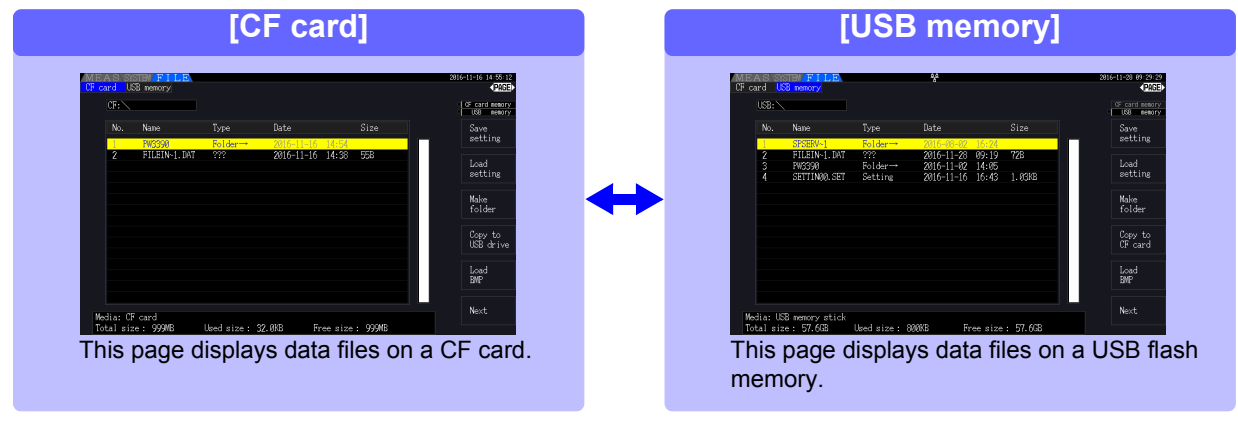 [CF card]
MEAS SYSTEM FILE 2016-11-16 14:55:12
CF card USB memory PAGE
CF:\ CF card memory
USB memory
No. Name Type Date Size
1 PW3390 Folder→ 2016-11-16 14:54
2 FILEIN~1.DAT ??? 2016-11-16 14:38 55B
Save
setting
Load
setting
Make
folder
Copy to
USB drive
Load
BMP
Next
Media: CF card
Total size: 999MB Used size: 32.0KB Free size: 999MB
This page displays data files on a CF card.
[USB memory]
MEAS SYSTEM FILE 2016-11-28 09:29:29
CF card USB memory PAGE
USB:\ CF card memory
USB memory
No. Name Type Date Size
1 SPSERV~1 Folder→ 2016-08-02 16:24
2 FILEIN~1.DAT ??? 2016-11-28 09:19 72B
3 PW3390 Folder→ 2016-11-02 14:05
4 SETTIN00.SET Setting 2016-11-16 16:43 1.03KB
Save
setting
Load
setting
Make
folder
Copy to
CF card
Load
BMP
Next
Media: USB memory stick
Total size: 57.6GB Used size: 800KB Free size: 57.6GB
This page displays data files on a USB flash
memory.